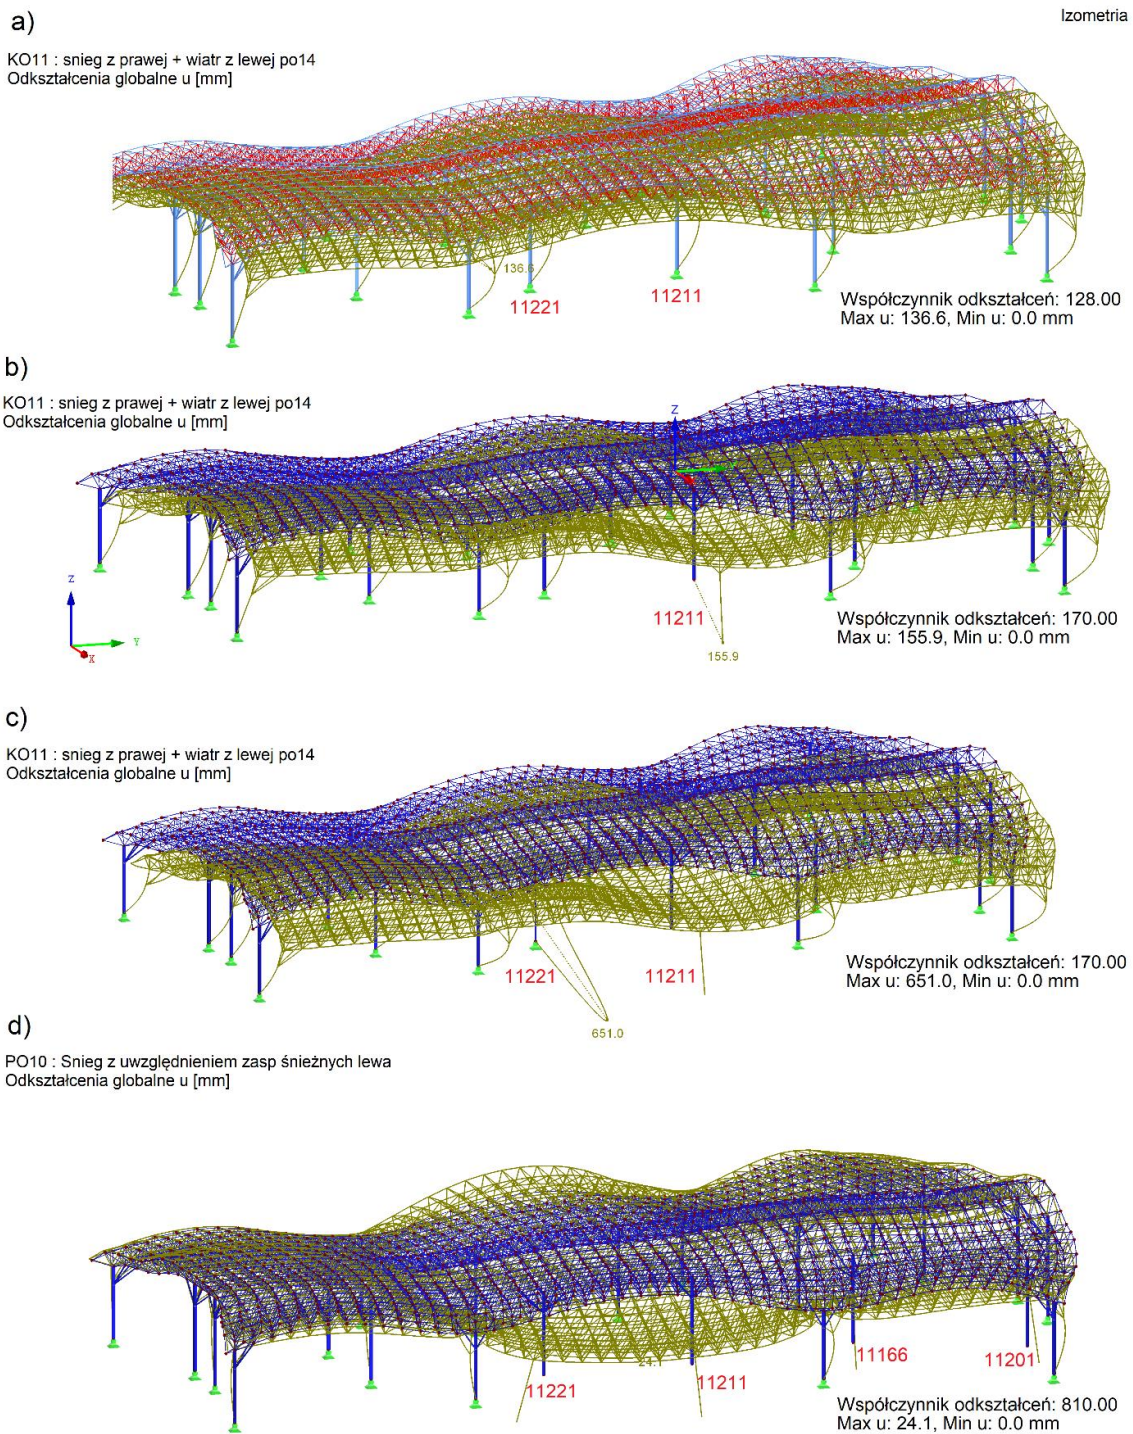 a)
Izometria
KO11 : snieg z prawej + wiatr z lewej po14
Odkształcenia globalne u [mm]
136.6
11221
11211
Współczynnik odkształceń: 128.00
Max u: 136.6, Min u: 0.0 mm
b)
KO11 : snieg z prawej + wiatr z lewej po14
Odkształcenia globalne u [mm]
Z
Z
Y
X
11211
155.9
Współczynnik odkształceń: 170.00
Max u: 155.9, Min u: 0.0 mm
c)
KO11 : snieg z prawej + wiatr z lewej po14
Odkształcenia globalne u [mm]
11221
11211
651.0
Współczynnik odkształceń: 170.00
Max u: 651.0, Min u: 0.0 mm
d)
PO10 : Snieg z uwzględnieniem zasp śnieżnych lewa
Odkształcenia globalne u [mm]
24.1
11221
11211
11166
11201
Współczynnik odkształceń: 810.00
Max u: 24.1, Min u: 0.0 mm